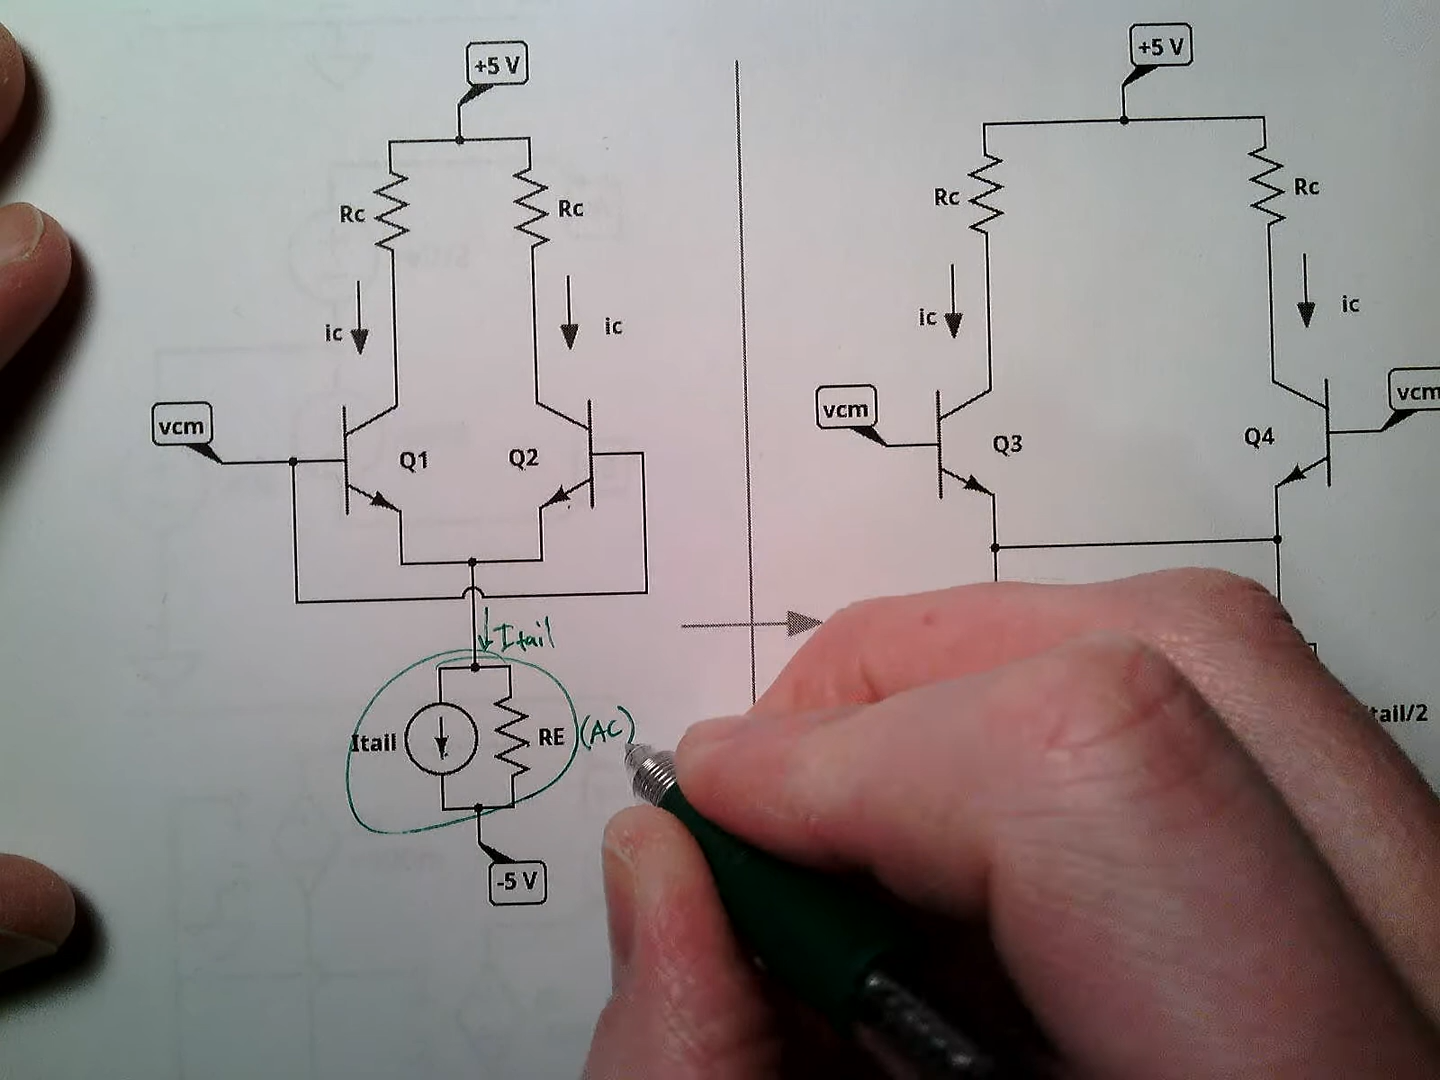 +5 V
Rc
Rc
ic
ic
vcm
Q1
Q2
Itail
Itail
RE
(AC)
-5 V
+5 V
Rc
Rc
ic
ic
vcm
Q3
Q4
vcm
tail/2